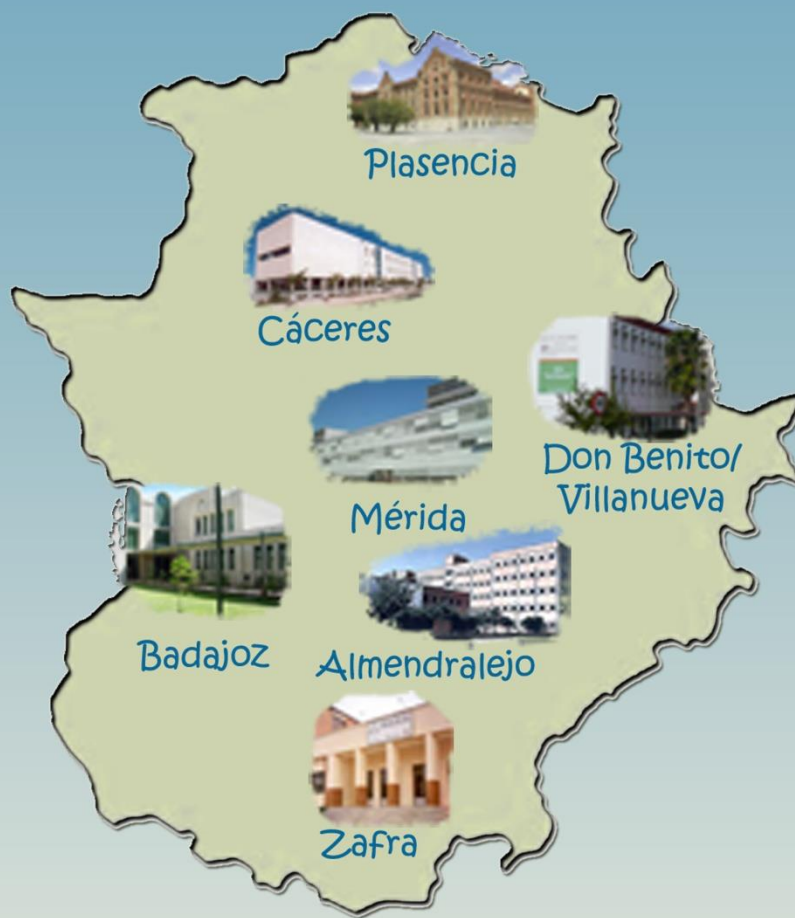 Plasencia
Cáceres
Don Benito/
Villanueva
Mérida
Badajoz
Almendralejo
Zafra